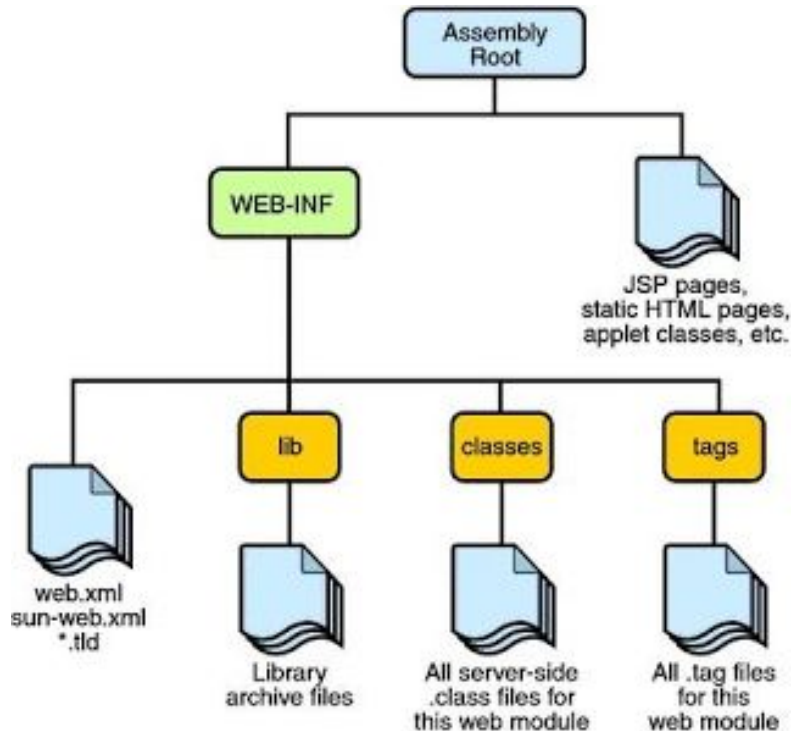 Assembly
Root
WEB-INF
JSP pages,
static HTML pages,
applet classes, etc.
lib
classes
tags
web.xml
sun-web.xml
*.tld
Library
archive files
All server-side
.class files for
this web module
All .tag files
for this
web module